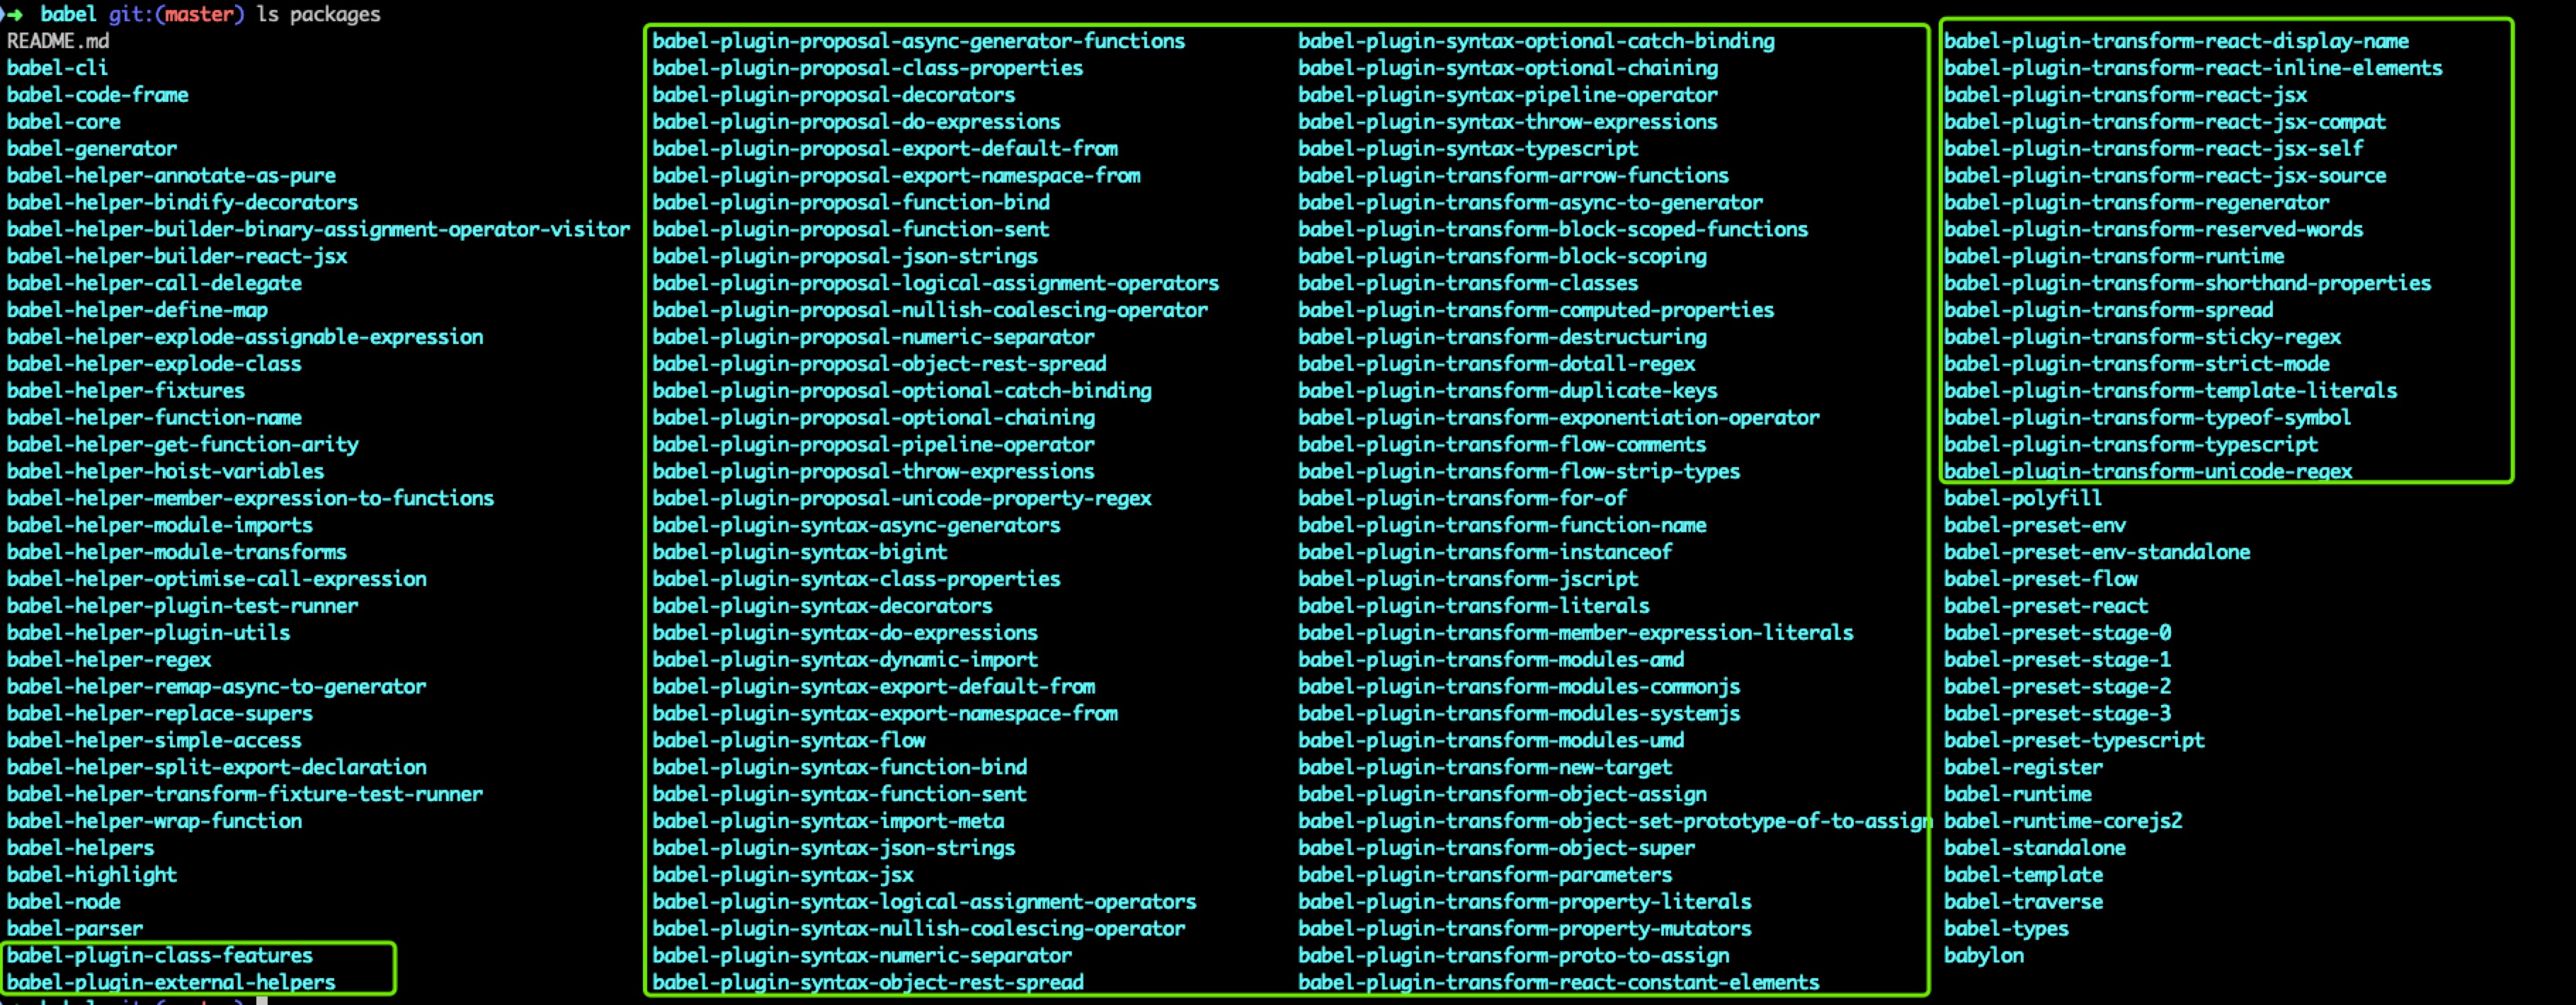 ➜ babel git:(master) ls packages
README.md
babel-cli
babel-code-frame
babel-core
babel-generator
babel-helper-annotate-as-pure
babel-helper-bindify-decorators
babel-helper-builder-binary-assignment-operator-visitor
babel-helper-builder-react-jsx
babel-helper-call-delegate
babel-helper-define-map
babel-helper-explode-assignable-expression
babel-helper-explode-class
babel-helper-fixtures
babel-helper-function-name
babel-helper-get-function-arity
babel-helper-hoist-variables
babel-helper-member-expression-to-functions
babel-helper-module-imports
babel-helper-module-transforms
babel-helper-optimise-call-expression
babel-helper-plugin-test-runner
babel-helper-plugin-utils
babel-helper-regex
babel-helper-remap-async-to-generator
babel-helper-replace-supers
babel-helper-simple-access
babel-helper-split-export-declaration
babel-helper-transform-fixture-test-runner
babel-helper-wrap-function
babel-helpers
babel-highlight
babel-node
babel-parser
babel-plugin-class-features
babel-plugin-external-helpers
babel-plugin-proposal-async-generator-functions
babel-plugin-proposal-class-properties
babel-plugin-proposal-decorators
babel-plugin-proposal-do-expressions
babel-plugin-proposal-export-default-from
babel-plugin-proposal-export-namespace-from
babel-plugin-proposal-function-bind
babel-plugin-proposal-function-sent
babel-plugin-proposal-json-strings
babel-plugin-proposal-logical-assignment-operators
babel-plugin-proposal-nullish-coalescing-operator
babel-plugin-proposal-numeric-separator
babel-plugin-proposal-object-rest-spread
babel-plugin-proposal-optional-catch-binding
babel-plugin-proposal-optional-chaining
babel-plugin-proposal-pipeline-operator
babel-plugin-proposal-throw-expressions
babel-plugin-proposal-unicode-property-regex
babel-plugin-syntax-async-generators
babel-plugin-syntax-bigint
babel-plugin-syntax-class-properties
babel-plugin-syntax-decorators
babel-plugin-syntax-do-expressions
babel-plugin-syntax-dynamic-import
babel-plugin-syntax-export-default-from
babel-plugin-syntax-export-namespace-from
babel-plugin-syntax-flow
babel-plugin-syntax-function-bind
babel-plugin-syntax-function-sent
babel-plugin-syntax-import-meta
babel-plugin-syntax-json-strings
babel-plugin-syntax-jsx
babel-plugin-syntax-logical-assignment-operators
babel-plugin-syntax-nullish-coalescing-operator
babel-plugin-syntax-numeric-separator
babel-plugin-syntax-object-rest-spread
babel-plugin-syntax-optional-catch-binding
babel-plugin-syntax-optional-chaining
babel-plugin-syntax-pipeline-operator
babel-plugin-syntax-throw-expressions
babel-plugin-syntax-typescript
babel-plugin-transform-arrow-functions
babel-plugin-transform-async-to-generator
babel-plugin-transform-block-scoped-functions
babel-plugin-transform-block-scoping
babel-plugin-transform-classes
babel-plugin-transform-computed-properties
babel-plugin-transform-destructuring
babel-plugin-transform-dotall-regex
babel-plugin-transform-duplicate-keys
babel-plugin-transform-exponentiation-operator
babel-plugin-transform-flow-comments
babel-plugin-transform-flow-strip-types
babel-plugin-transform-for-of
babel-plugin-transform-function-name
babel-plugin-transform-instanceof
babel-plugin-transform-jscript
babel-plugin-transform-literals
babel-plugin-transform-member-expression-literals
babel-plugin-transform-modules-amd
babel-plugin-transform-modules-commonjs
babel-plugin-transform-modules-systemjs
babel-plugin-transform-modules-umd
babel-plugin-transform-new-target
babel-plugin-transform-object-assign
babel-plugin-transform-object-set-prototype-of-to-assign
babel-plugin-transform-object-super
babel-plugin-transform-parameters
babel-plugin-transform-property-literals
babel-plugin-transform-property-mutators
babel-plugin-transform-proto-to-assign
babel-plugin-transform-react-constant-elements
babel-plugin-transform-react-display-name
babel-plugin-transform-react-inline-elements
babel-plugin-transform-react-jsx
babel-plugin-transform-react-jsx-compat
babel-plugin-transform-react-jsx-self
babel-plugin-transform-react-jsx-source
babel-plugin-transform-regenerator
babel-plugin-transform-reserved-words
babel-plugin-transform-runtime
babel-plugin-transform-shorthand-properties
babel-plugin-transform-spread
babel-plugin-transform-sticky-regex
babel-plugin-transform-strict-mode
babel-plugin-transform-template-literals
babel-plugin-transform-typeof-symbol
babel-plugin-transform-typescript
babel-plugin-transform-unicode-regex
babel-polyfill
babel-preset-env
babel-preset-env-standalone
babel-preset-flow
babel-preset-react
babel-preset-stage-0
babel-preset-stage-1
babel-preset-stage-2
babel-preset-stage-3
babel-preset-typescript
babel-register
babel-runtime
babel-runtime-corejs2
babel-standalone
babel-template
babel-traverse
babel-types
babylon